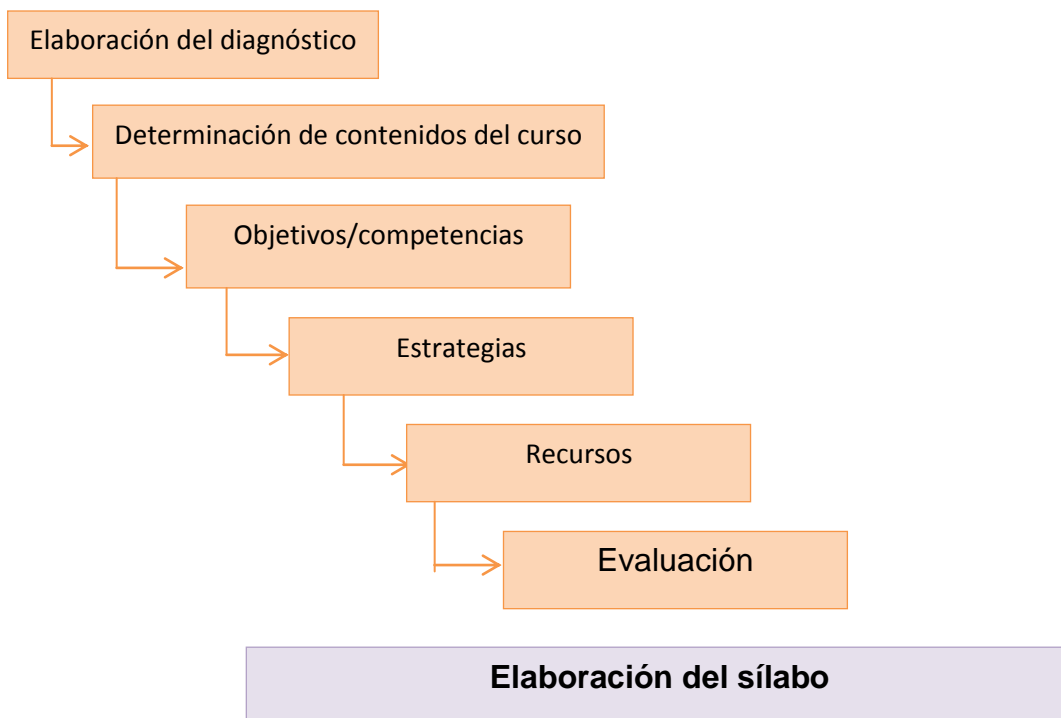 Elaboración del diagnóstico
Determinación de contenidos del curso
Objetivos/competencias
Estrategias
Recursos
Evaluación
Elaboración del sílabo